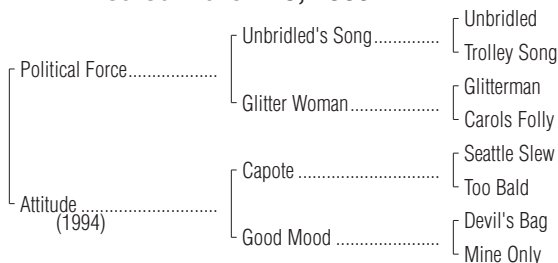 Unbridled
Unbridled's Song..............
Trolley Song
Political Force...................
Glitterman
Glitter Woman...................
Carols Folly
Seattle Slew
Capote ..............................
Too Bald
Attitude .............................
(1994)
Devil's Bag
Good Mood ......................
Mine Only